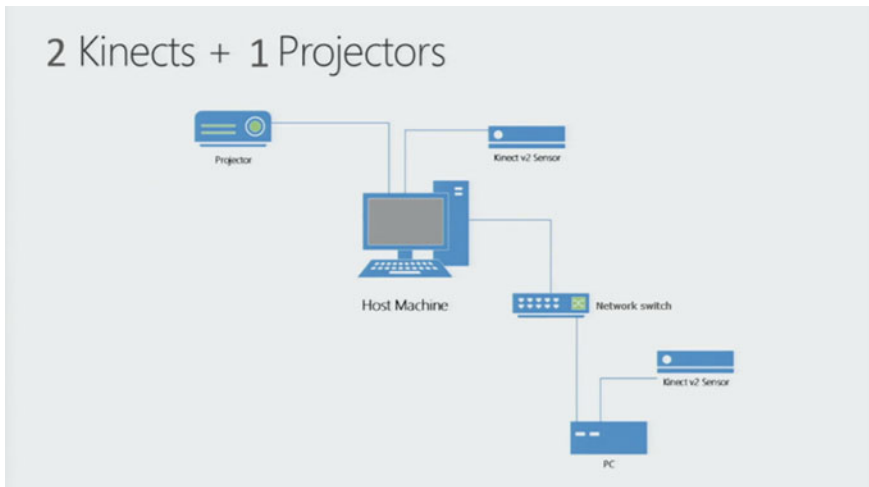 2 Kinects + 1 Projectors
Projector
Kinect v2 Sensor
Host Machine
Network switch
Kinect v2 Sensor
PC